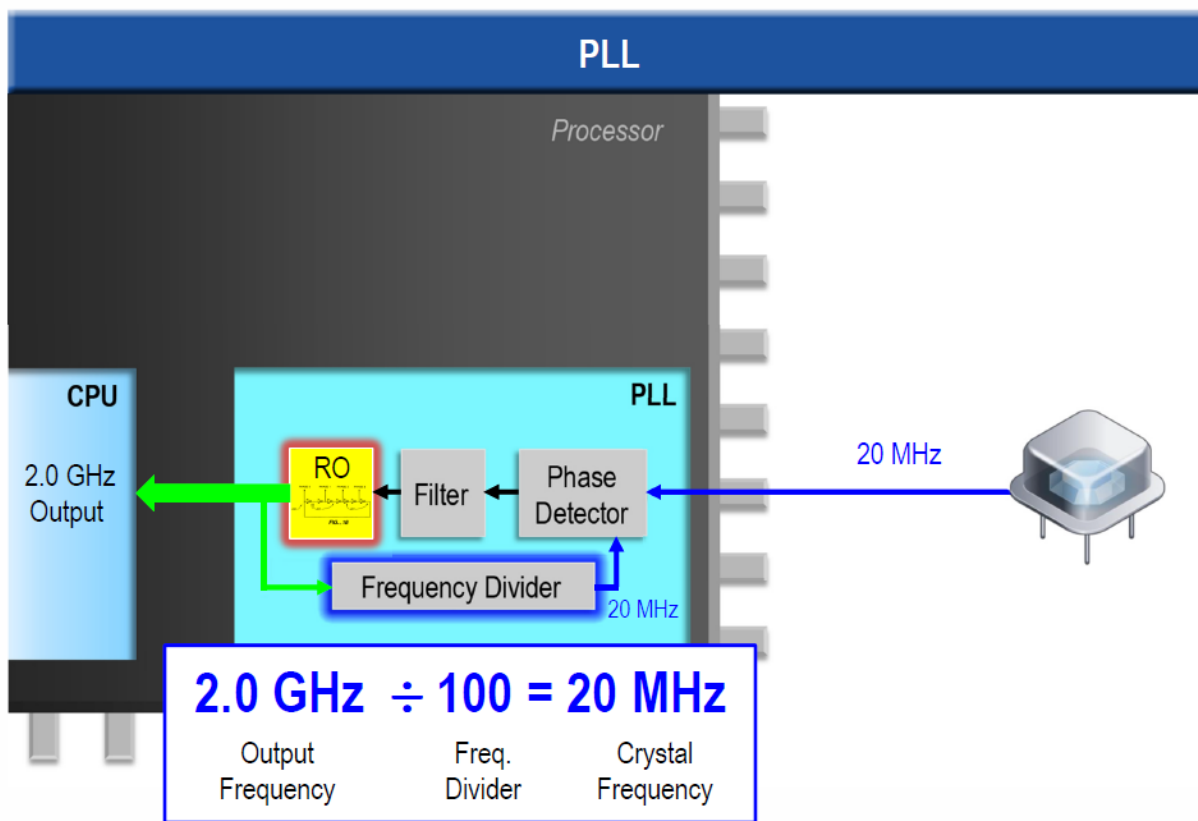 PLL
Processor
CPU
2.0 GHz
Output
PLL
RO
Filter
Phase
Detector
20 MHz
Frequency Divider
20 MHz
2.0 GHz ÷ 100 = 20 MHz
Output Frequency
Freq. Divider
Crystal Frequency